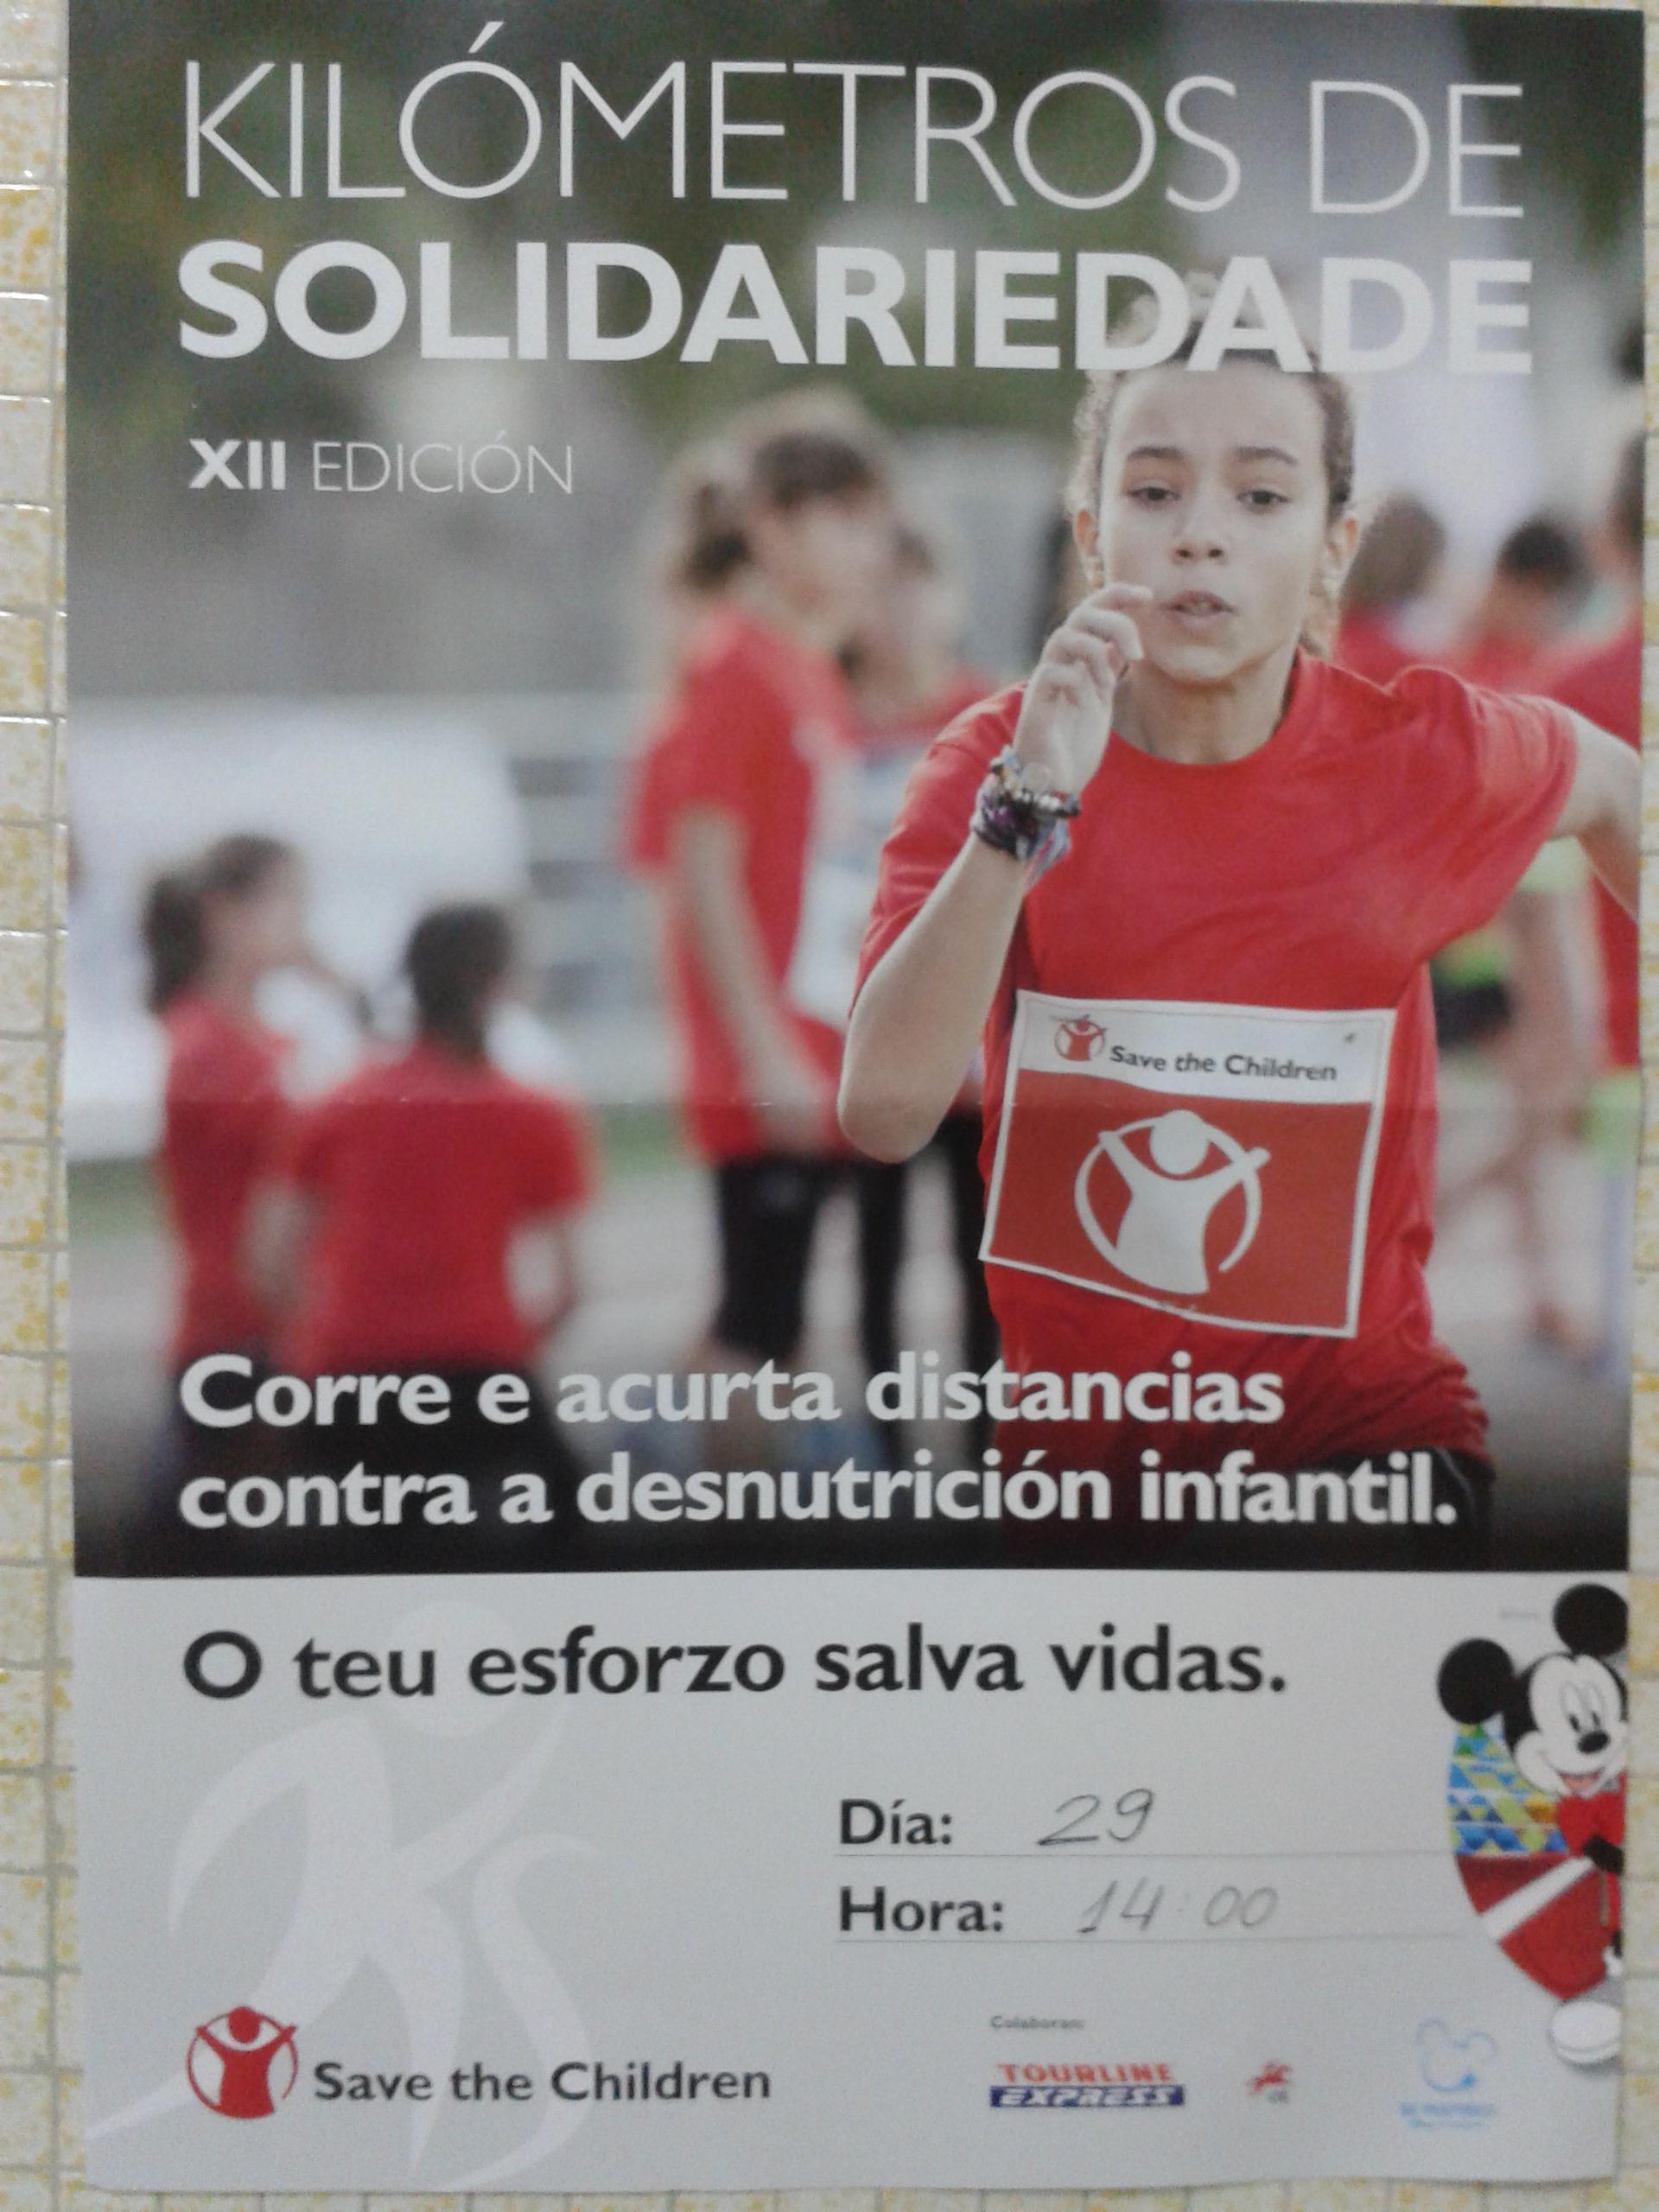 KILÓMETROS DE
SOLIDARIEDADE
XII EDICIÓN
Save the Children
Corre e acurta distancias
contra a desnutrición infantil.
O teu esforzo salva vidas.
Día: 29
Hora: 14:00
Save the Children
Colaboran:
TOURLINE
EXPRESS